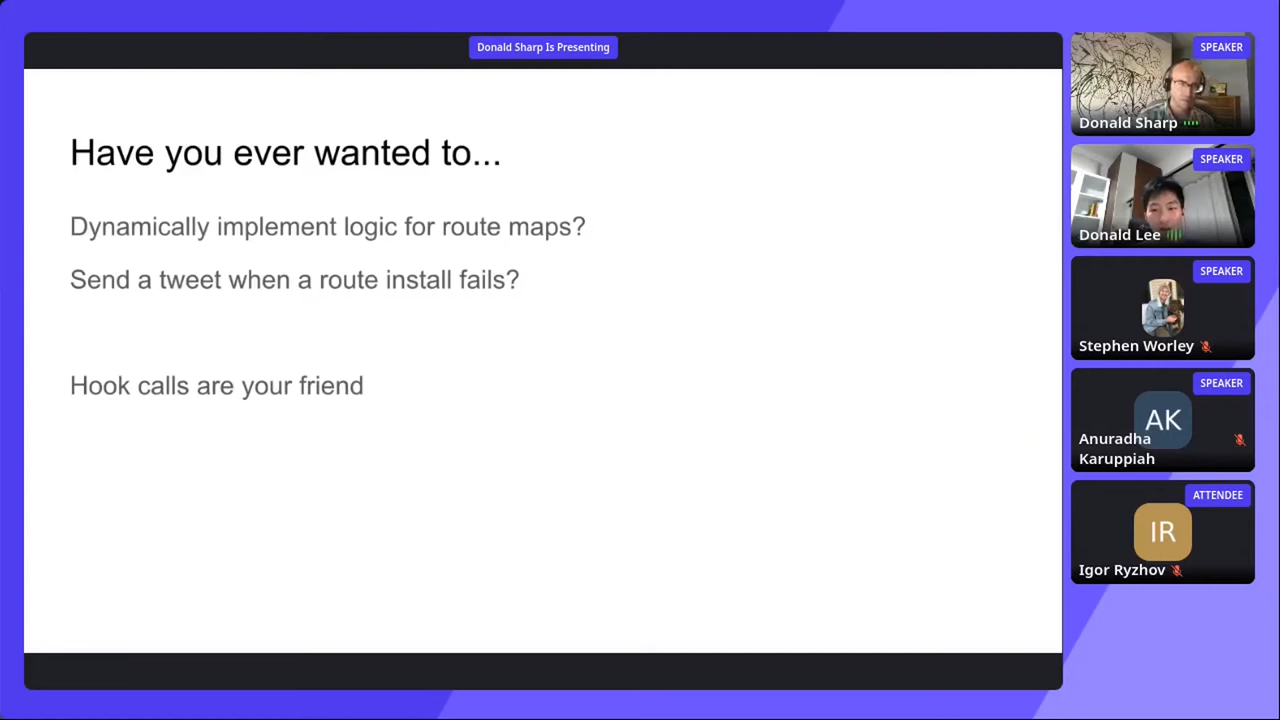 Donald Sharp Is Presenting
Have you ever wanted to...
Dynamically implement logic for route maps?
Send a tweet when a route install fails?
Hook calls are your friend
SPEAKER
Donald Sharp
SPEAKER
Donald Lee
SPEAKER
Stephen Worley
SPEAKER
AK
Anuradha
Karuppiah
ATTENDEE
IR
Igor Ryzhov